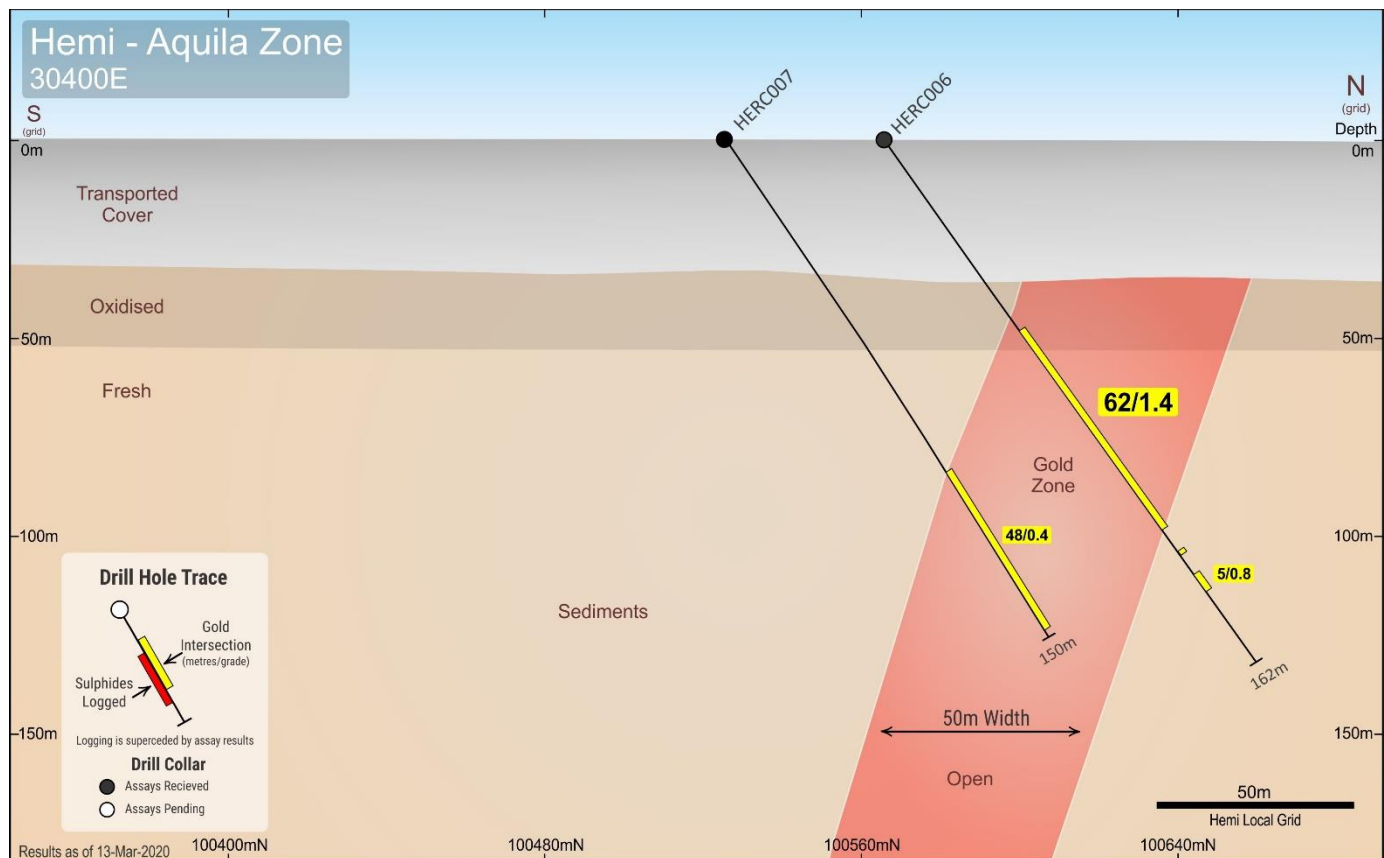 Hemi - Aquila Zone
30400E
S
(grid)
0m
HERC007
HERC006
N
(grid)
Depth
0m
Transported
Cover
Oxidised
50m
50m
Fresh
62/1.4
Gold
Zone
100m
48/0.4
100m
5/0.8
Sediments
150m
162m
Drill Hole Trace
Gold
Intersection
(metres/grade)
Sulphides
Logged
Logging is superceded by assay results
Drill Collar
Assays Recieved
Assays Pending
50m Width
150m
150m
Open
50m
Hemi Local Grid
Results as of 13-Mar-2020
100400mN
100480mN
100560mN
100640mN